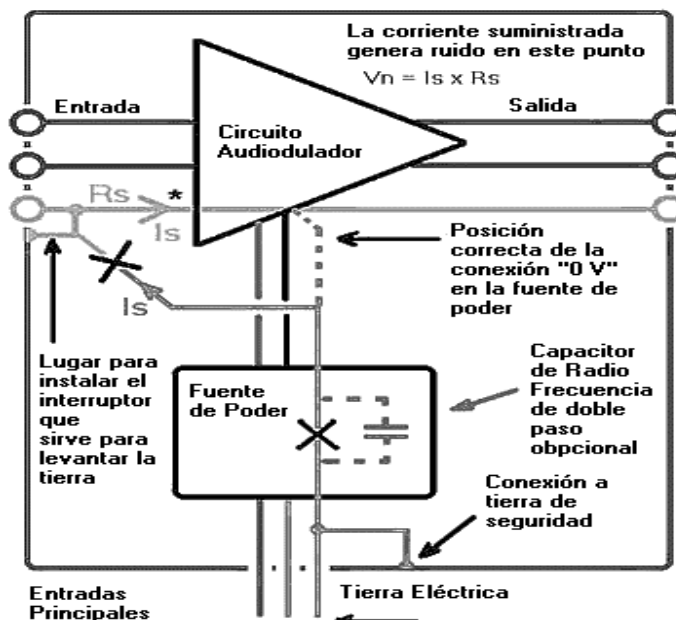 La corriente suministrada
genera ruido en este punto
Vn = Is x Rs
Entrada
Salida
Circuito
Audiodulador
Rs
*
Is
Posición
correcta de la
conexión "0 V"
en la fuente de
poder
Is
Lugar para
instalar el
interruptor
que
sirve para
levantar la
tierra
Fuente
de Poder
Capacitor
de Radio
Frecuencia
de doble
paso
obpcional
Conexión a
tierra de
seguridad
Entradas
Principales
Tierra Eléctrica